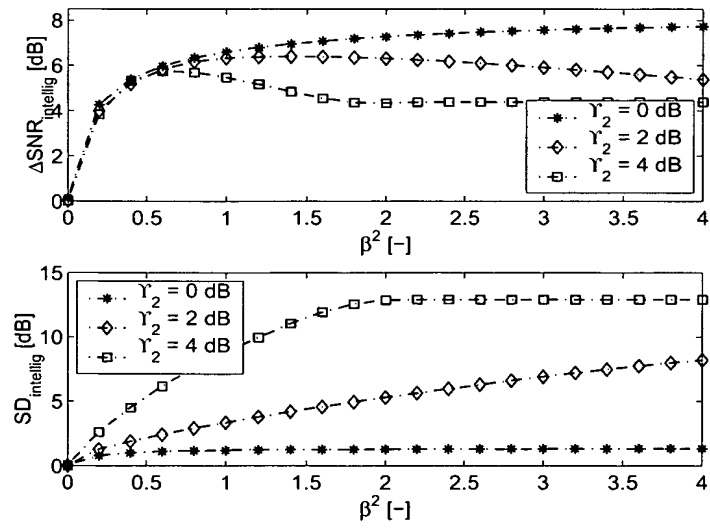 ΔSNR_intellig [dB]
8
6
4
2
0
0 0.5 1 1.5 2 2.5 3 3.5 4
β² [−]
ϒ₂ = 0 dB
ϒ₂ = 2 dB
ϒ₂ = 4 dB
SD_intellig [dB]
15
10
5
0
ϒ₂ = 0 dB
ϒ₂ = 2 dB
ϒ₂ = 4 dB
0 0.5 1 1.5 2 2.5 3 3.5 4
β² [−]